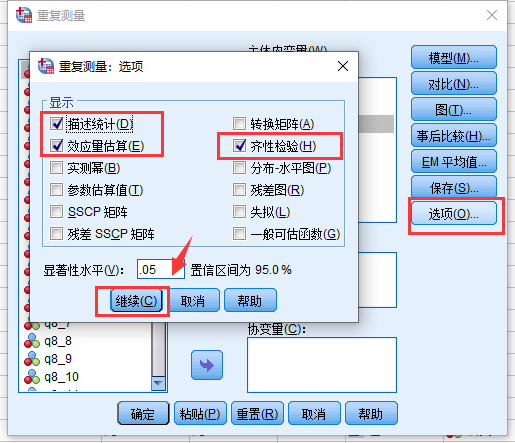 重复测量
主体内变量(W)
模型(M)...
重复测量：选项
对比(N)...
显示
图(T)...
描述统计(D)
转换矩阵(A)
事后比较(H)...
效应量估算(E)
齐性检验(H)
EM 平均值...
实测幂(B)
分布-水平图(P)
保存(S)...
参数估算值(T)
残差图(R)
选项(O)...
SSCP 矩阵
失拟(L)
残差 SSCP 矩阵
一般可估函数(G)
显著性水平(V)： .05 置信区间为 95.0 %
继续(C) 取消 帮助
q8_7
协变量(C)：
q8_8
q8_9
q8_10
确定 粘贴(P) 重置(R) 取消 帮助